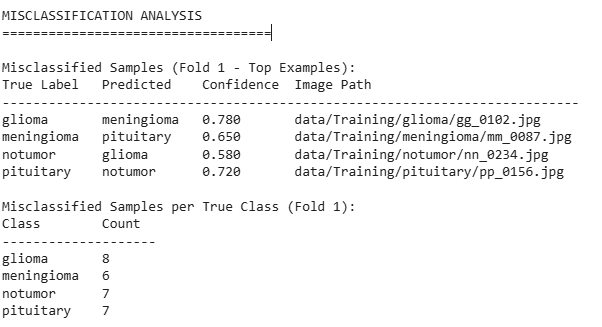 MISCLASSIFICATION ANALYSIS
===================================
Misclassified Samples (Fold 1 - Top Examples):
True Label   Predicted    Confidence  Image Path
---------------------------------------------------------------------------
glioma       meningioma   0.780       data/Training/glioma/gg_0102.jpg
meningioma   pituitary    0.650       data/Training/meningioma/mm_0087.jpg
notumor      glioma       0.580       data/Training/notumor/nn_0234.jpg
pituitary    notumor      0.720       data/Training/pituitary/pp_0156.jpg
Misclassified Samples per True Class (Fold 1):
Class        Count
--------------------
glioma       8
meningioma   6
notumor      7
pituitary    7